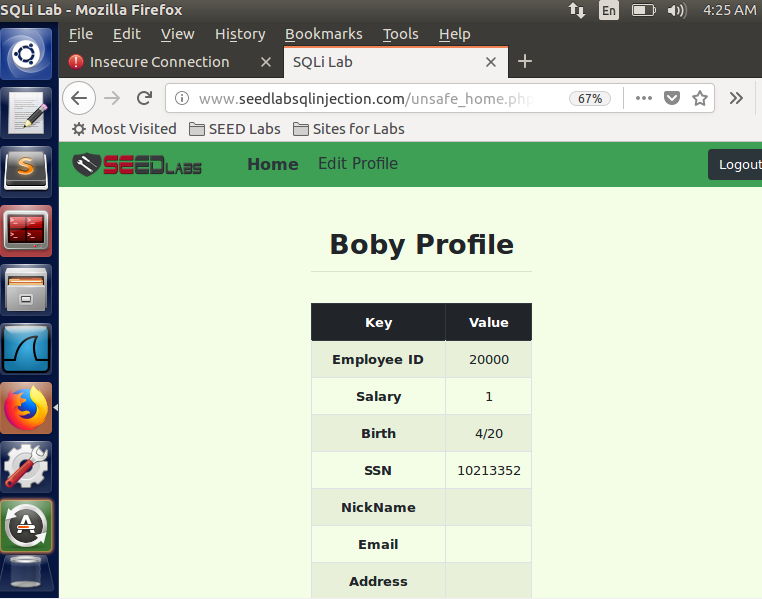 SQLi Lab - Mozilla Firefox
En
4:25 AM
File Edit View History Bookmarks Tools Help
Insecure Connection
SQLi Lab
www.seedlabsqlinjection.com/unsafe_home.php
67%
Most Visited SEED Labs Sites for Labs
SEEDLABS
Home Edit Profile Logout
Boby Profile
Key Value
Employee ID 20000
Salary 1
Birth 4/20
SSN 10213352
NickName
Email
Address